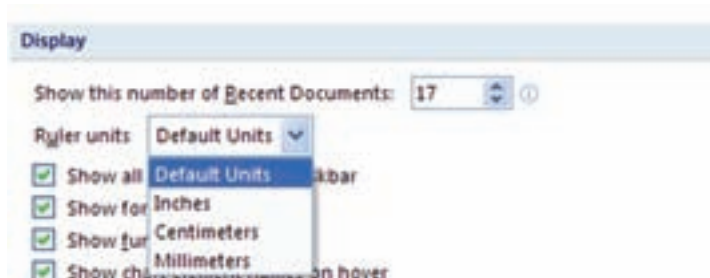 Display
Show this number of Recent Documents: 17
Ruler units Default Units
Show all Default Units kbar
Show for Inches
Show fur Centimeters
Show ch Millimeters on hover